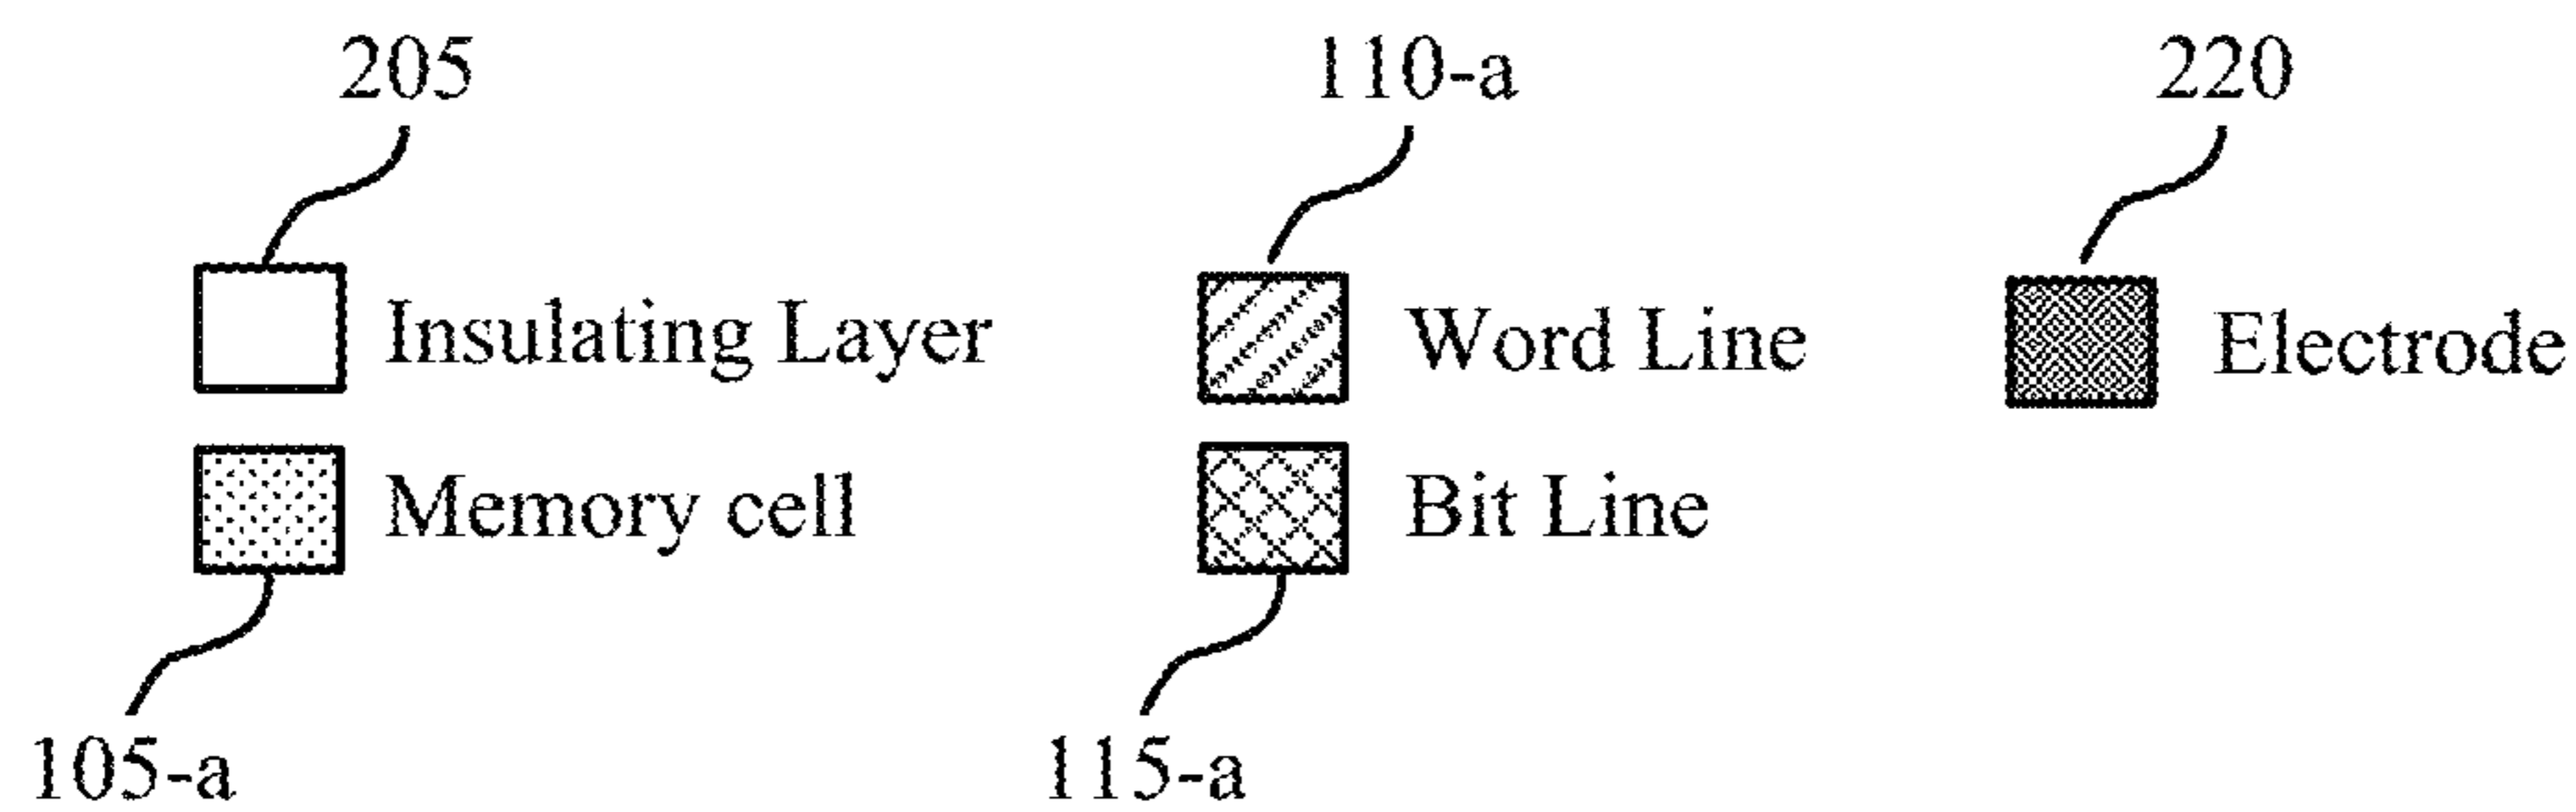 205 110-a 220
Insulating Layer Word Line Electrode
Memory cell Bit Line
105-a 115-a